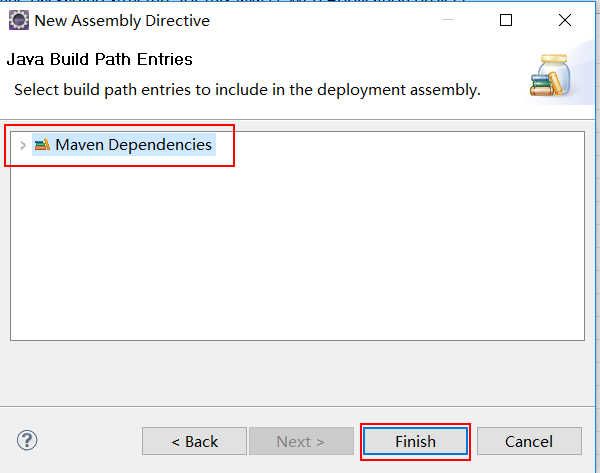 New Assembly Directive
Java Build Path Entries
Select build path entries to include in the deployment assembly.
Maven Dependencies
?
< Back
Next >
Finish
Cancel